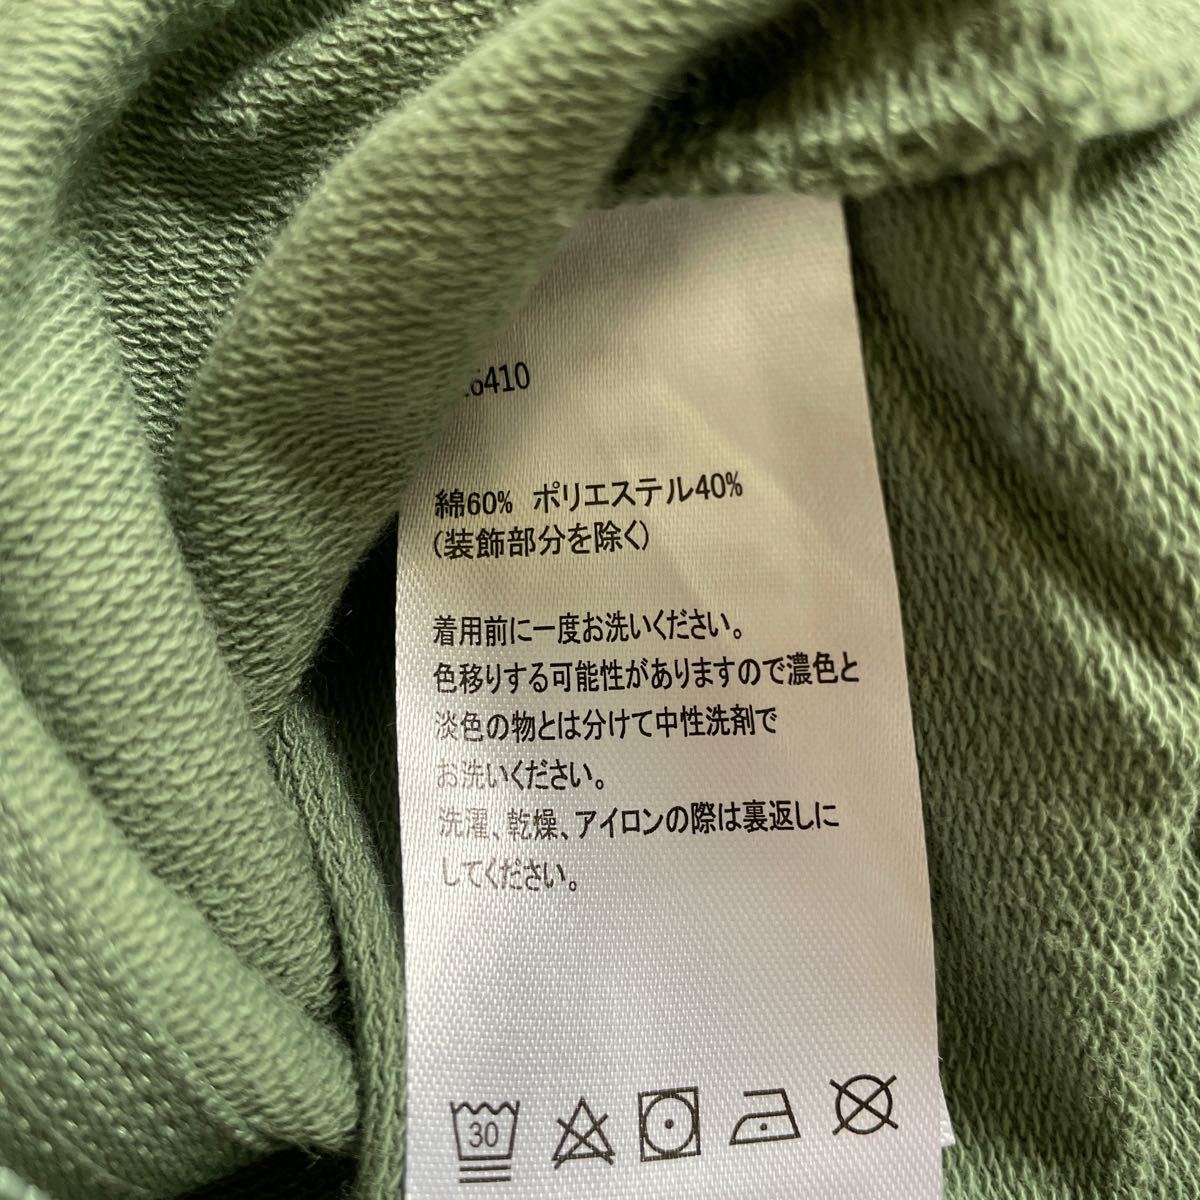 6410
綿60% ポリエステル40%
(装飾部分を除く)
着用前に一度お洗いください。
色移りする可能性がありますので濃色と
淡色の物とは分けて中性洗剤で
お洗いください。
洗濯、乾燥、アイロンの際は裏返しに
してください。
30